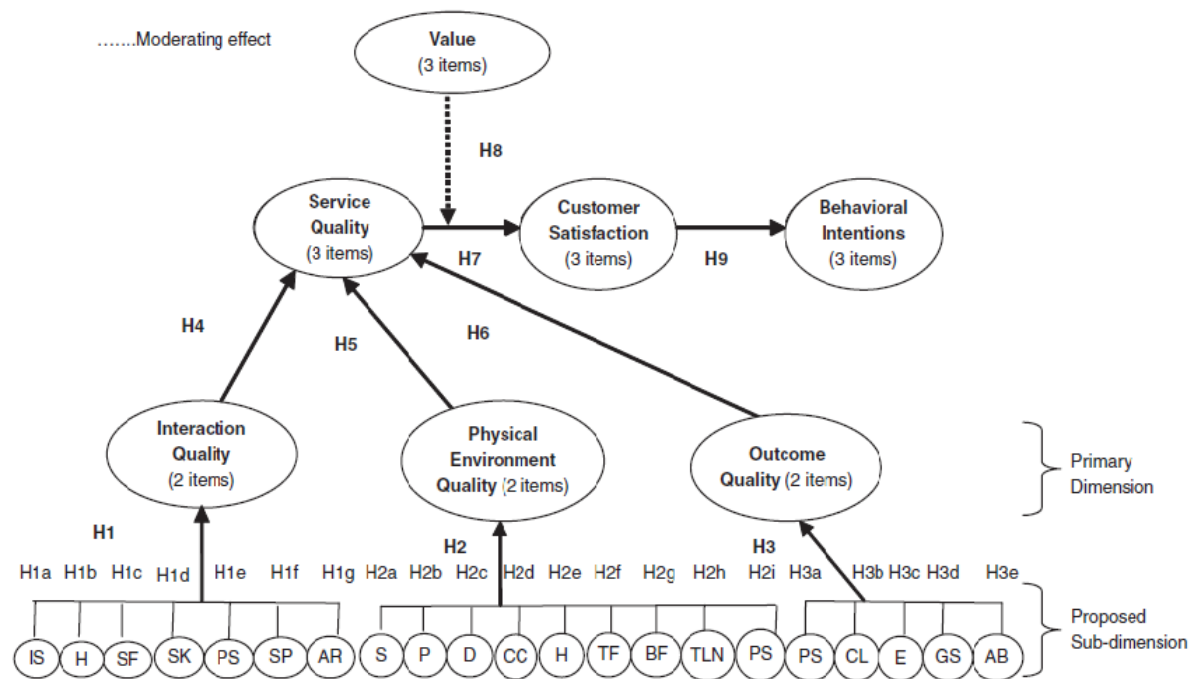 .......Moderating effect
Value
(3 items)
H8
Service
Quality
(3 items)
Customer
Satisfaction
(3 items)
Behavioral
Intentions
(3 items)
H7
H9
H4
H5
H6
Interaction
Quality
(2 items)
Physical
Environment
Quality (2 items)
Outcome
Quality (2 items)
Primary
Dimension
H1
H2
H3
H1a H1b H1c H1d H1e H1f H1g H2a H2b H2c H2d H2e H2f H2g H2h H2i H3a H3b H3c H3d H3e
Proposed
Sub-dimension
IS H SF SK PS SP AR S P D CC H TF BF TLN PS PS CL E GS AB